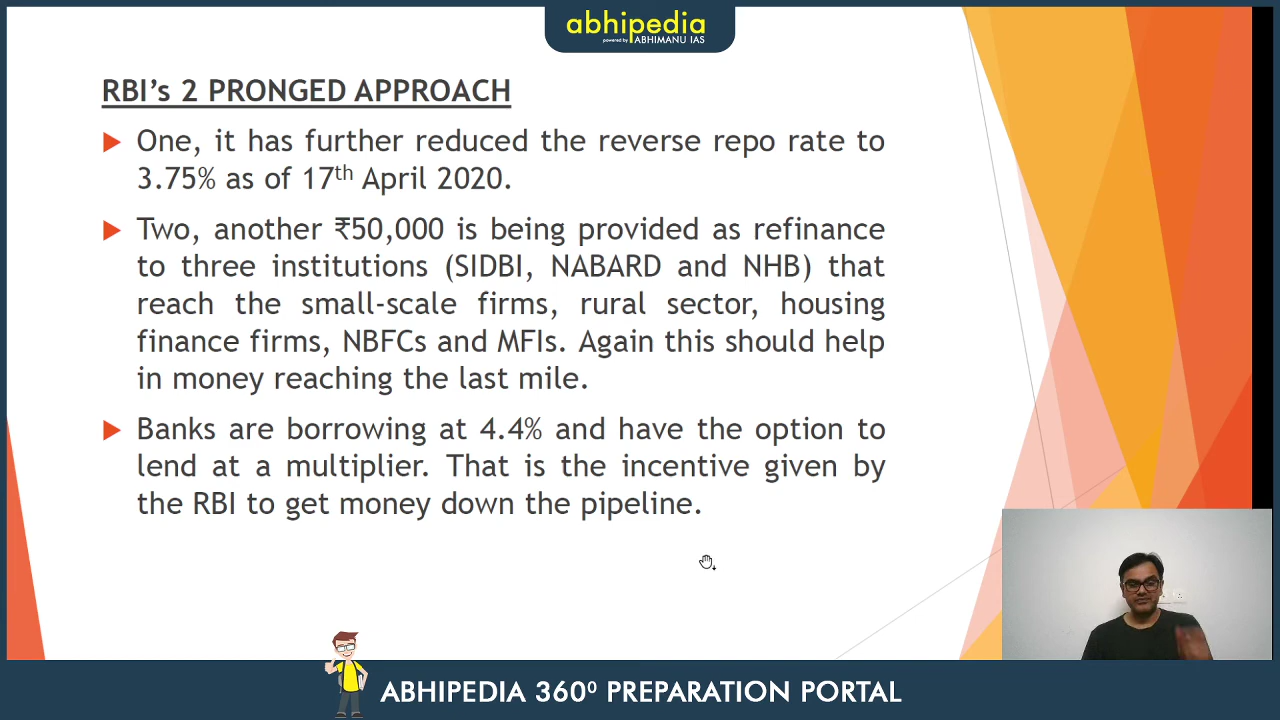 abhipedia
powered by ABHIMANU IAS
RBI's 2 PRONGED APPROACH
One, it has further reduced the reverse repo rate to
3.75% as of 17th April 2020.
Two, another ₹50,000 is being provided as refinance
to three institutions (SIDBI, NABARD and NHB) that
reach the small-scale firms, rural sector, housing
finance firms, NBFCs and MFIs. Again this should help
in money reaching the last mile.
Banks are borrowing at 4.4% and have the option to
lend at a multiplier. That is the incentive given by
the RBI to get money down the pipeline.
ABHIPEDIA 360⁰ PREPARATION PORTAL